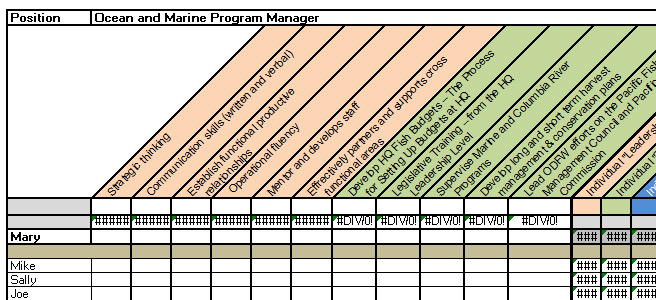 Position Ocean and Marine Program Manager
Strategic thinking
Communication skills (written and verbal)
Establish functional productive
relationships
Operational fluency
Mentor and develops staff
Effectively partners and supports cross
functional areas
Develop HQ Fish Budgets - The Process
for Setting Up Budgets at HQ
Legislative Training - from the HQ
Leadership Level
Supervise Marine and Columbia River
Programs
Develop long and short term harvest
management & conservation plans
Lead ODFW efforts on the Pacific Fish
Management Council and Pacif
Commission
Individual "Leaders
Individual "
##### ##### ##### ##### ##### ##### #DIV/0! #DIV/0! #DIV/0! #DIV/0! #DIV/0!
Mary ### ### ###
Mike ### ### ###
Sally ### ### ###
Joe ### ### ###